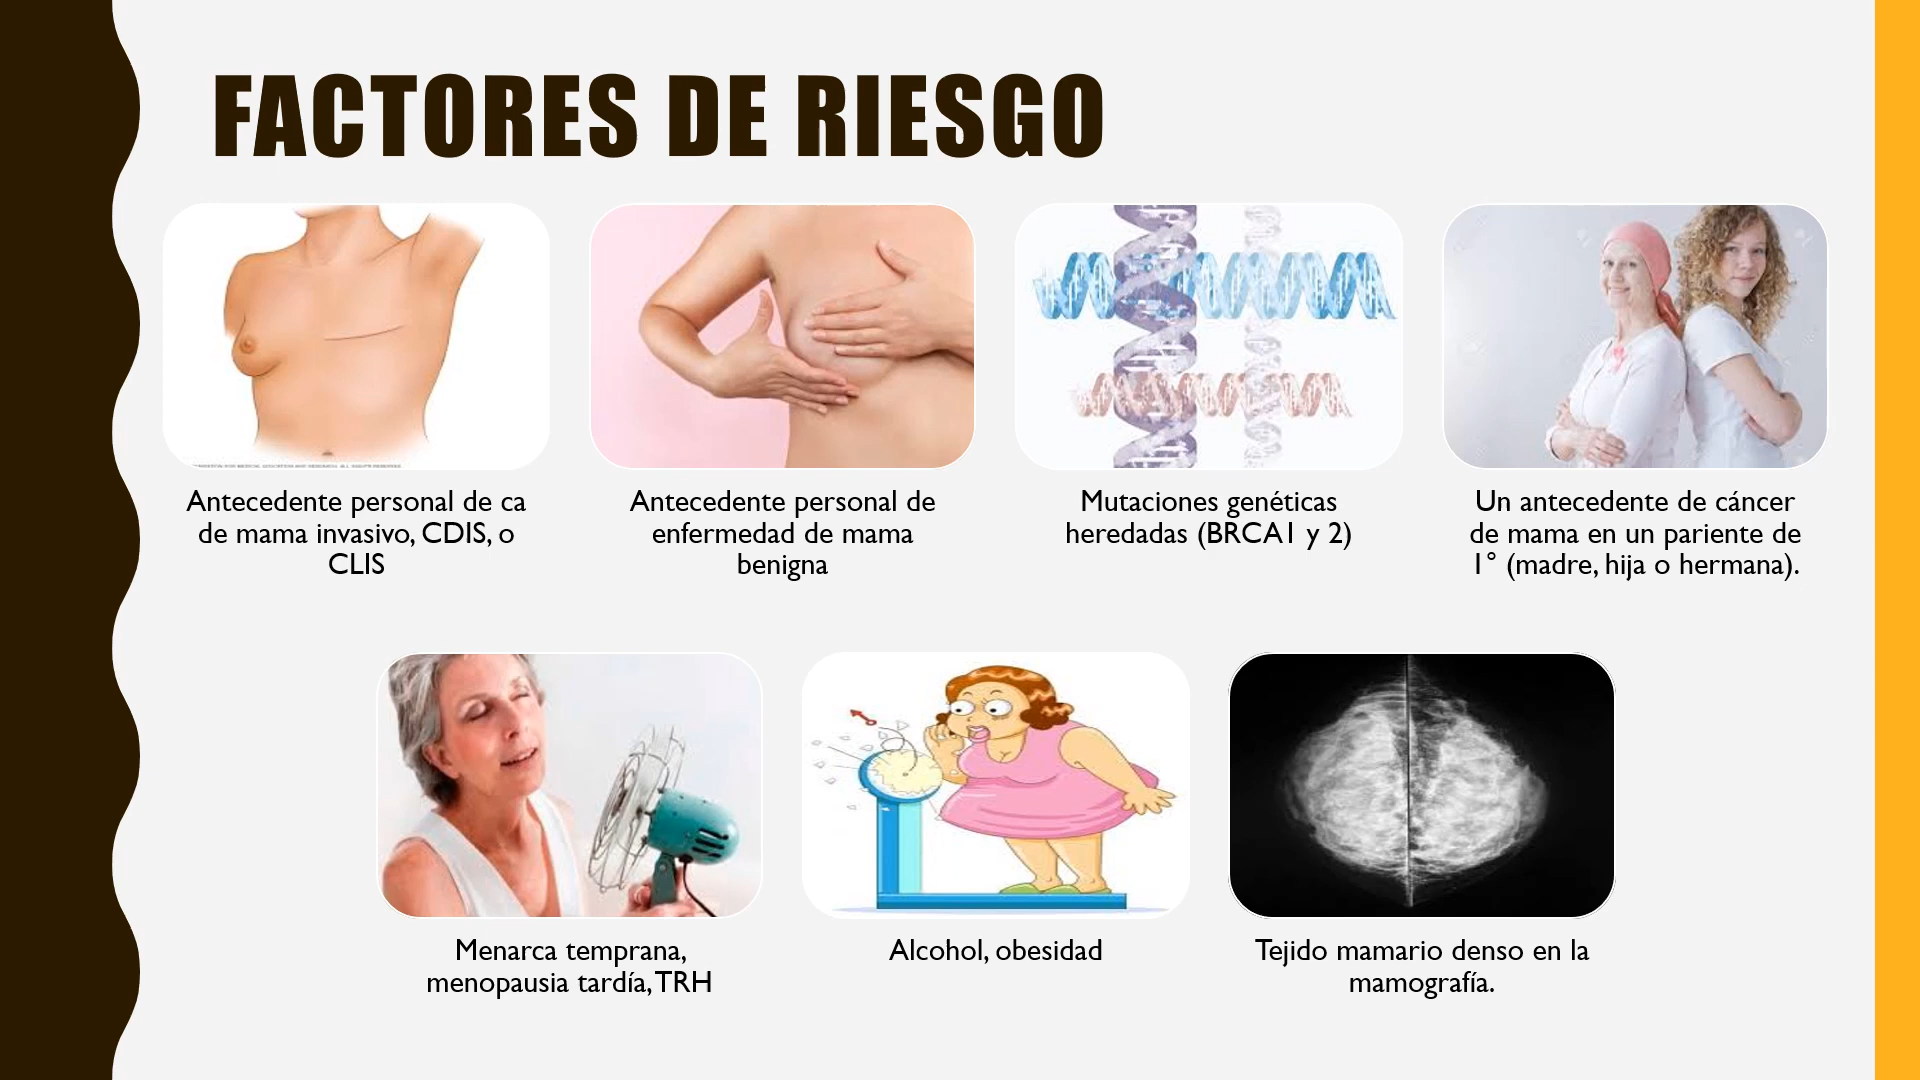 FACTORES DE RIESGO
Antecedente personal de ca
de mama invasivo, CDIS, o
CLIS
Antecedente personal de
enfermedad de mama
benigna
Mutaciones genéticas
heredadas (BRCA1 y 2)
Un antecedente de cáncer
de mama en un pariente de
1° (madre, hija o hermana).
Menarca temprana,
menopausia tardía, TRH
Alcohol, obesidad
Tejido mamario denso en la
mamografía.